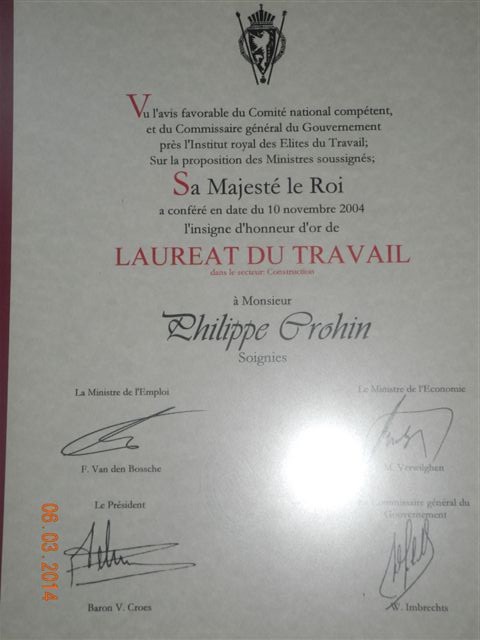 Vu l'avis favorable du Comité national compétent,
et du Commissaire général du Gouvernement
près l'Institut royal des Elites du Travail;
Sur la proposition des Ministres soussignés;
Sa Majesté le Roi
a conféré en date du 10 novembre 2004
l'insigne d'honneur d'or de
LAUREAT DU TRAVAIL
dans le secteur: Construction
à Monsieur
Philippe Crohin
Soignies
La Ministre de l'Emploi
Le Ministre de l'Economie
F. Van den Bossche
M. Verwilghen
Le Président
Commissaire général du
Gouvernement
Baron V. Croes
W. Imbrechts
06.03.2014